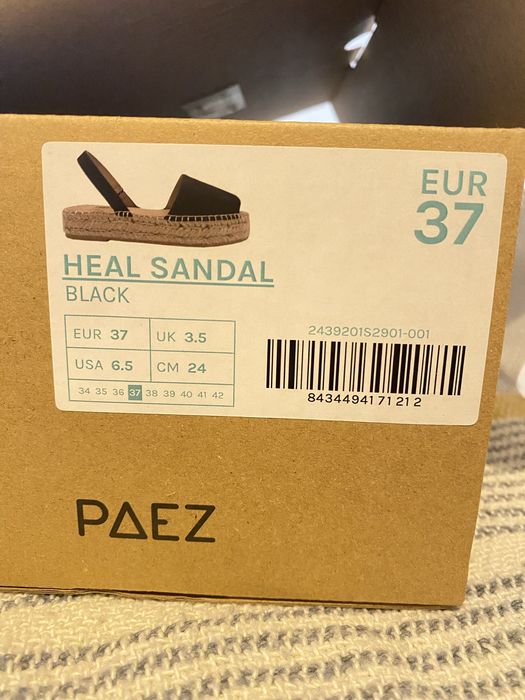 EUR
37
HEAL SANDAL
BLACK
EUR 37 UK 3.5
USA 6.5 CM 24
34 35 36 37 38 39 40 41 42
2439201S2901-001
8434494171212
PAEZ